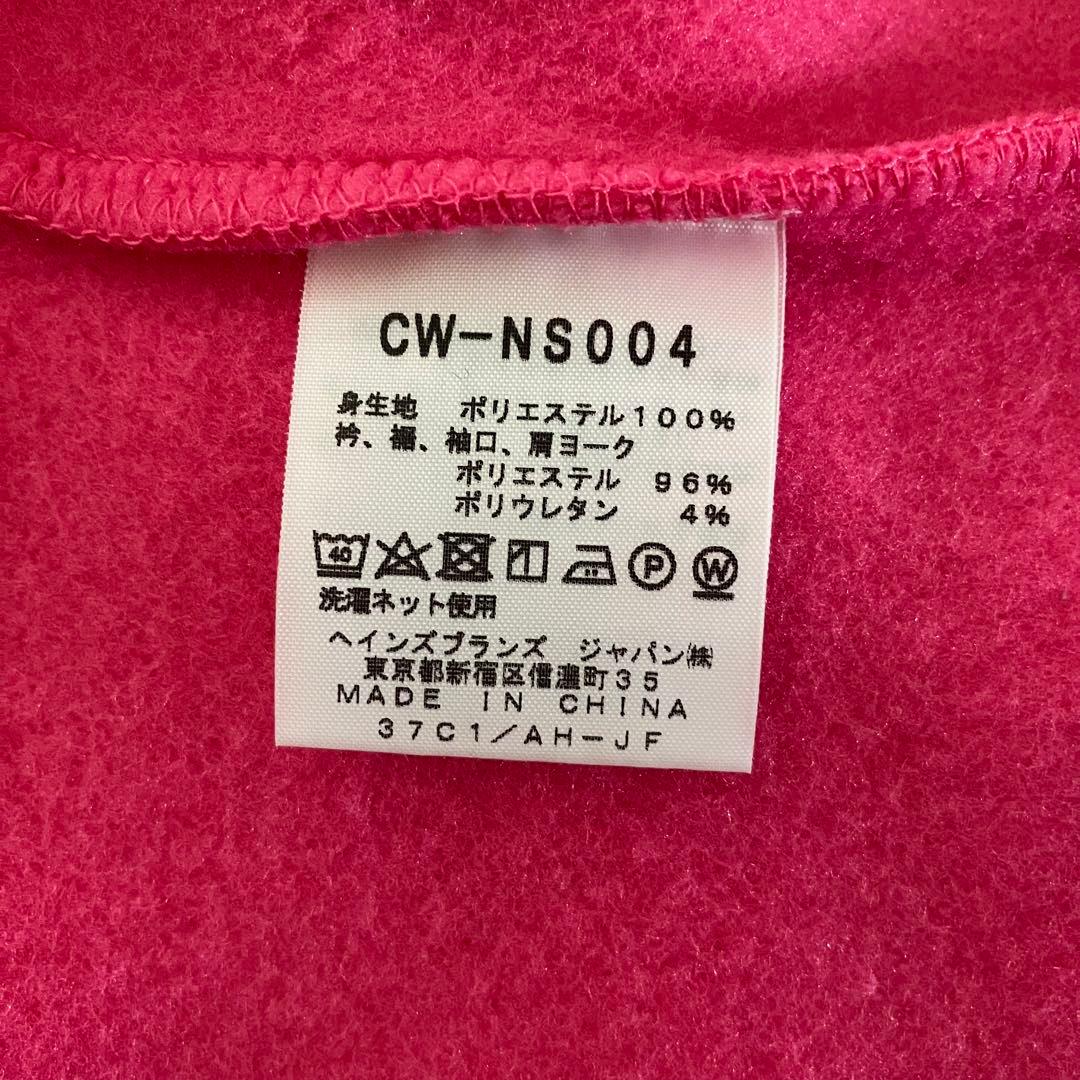 CW-NS004
身生地 ポリエステル100%
衿、裾、袖口、肩ヨーク
ポリエステル 96%
ポリウレタン 4%
40 P W
洗濯ネット使用
ヘインズブランズ ジャパン㈱
東京都新宿区信濃町35
MADE IN CHINA
37C1/AH-JF